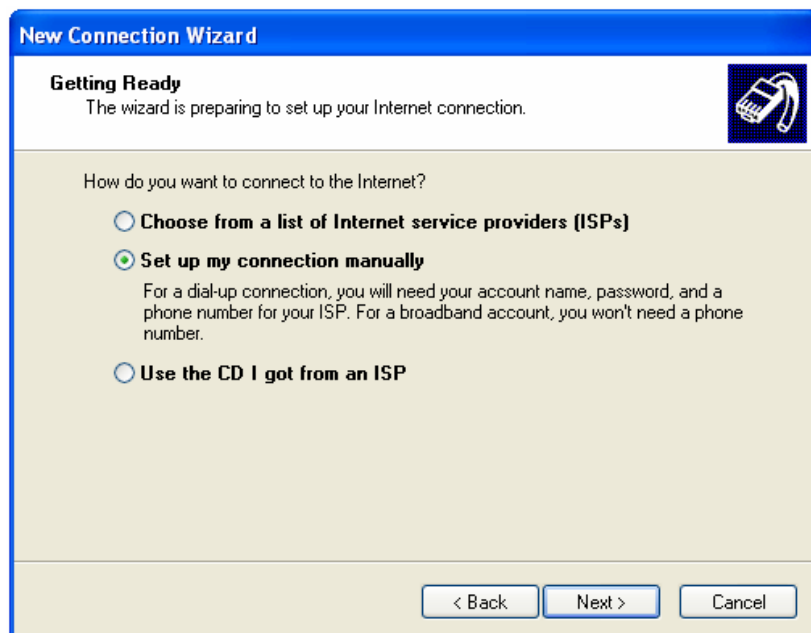 New Connection Wizard
Getting Ready
The wizard is preparing to set up your Internet connection.
How do you want to connect to the Internet?
Choose from a list of Internet service providers (ISPs)
Set up my connection manually
For a dial-up connection, you will need your account name, password, and a
phone number for your ISP. For a broadband account, you won't need a phone
number.
Use the CD I got from an ISP
< Back Next > Cancel